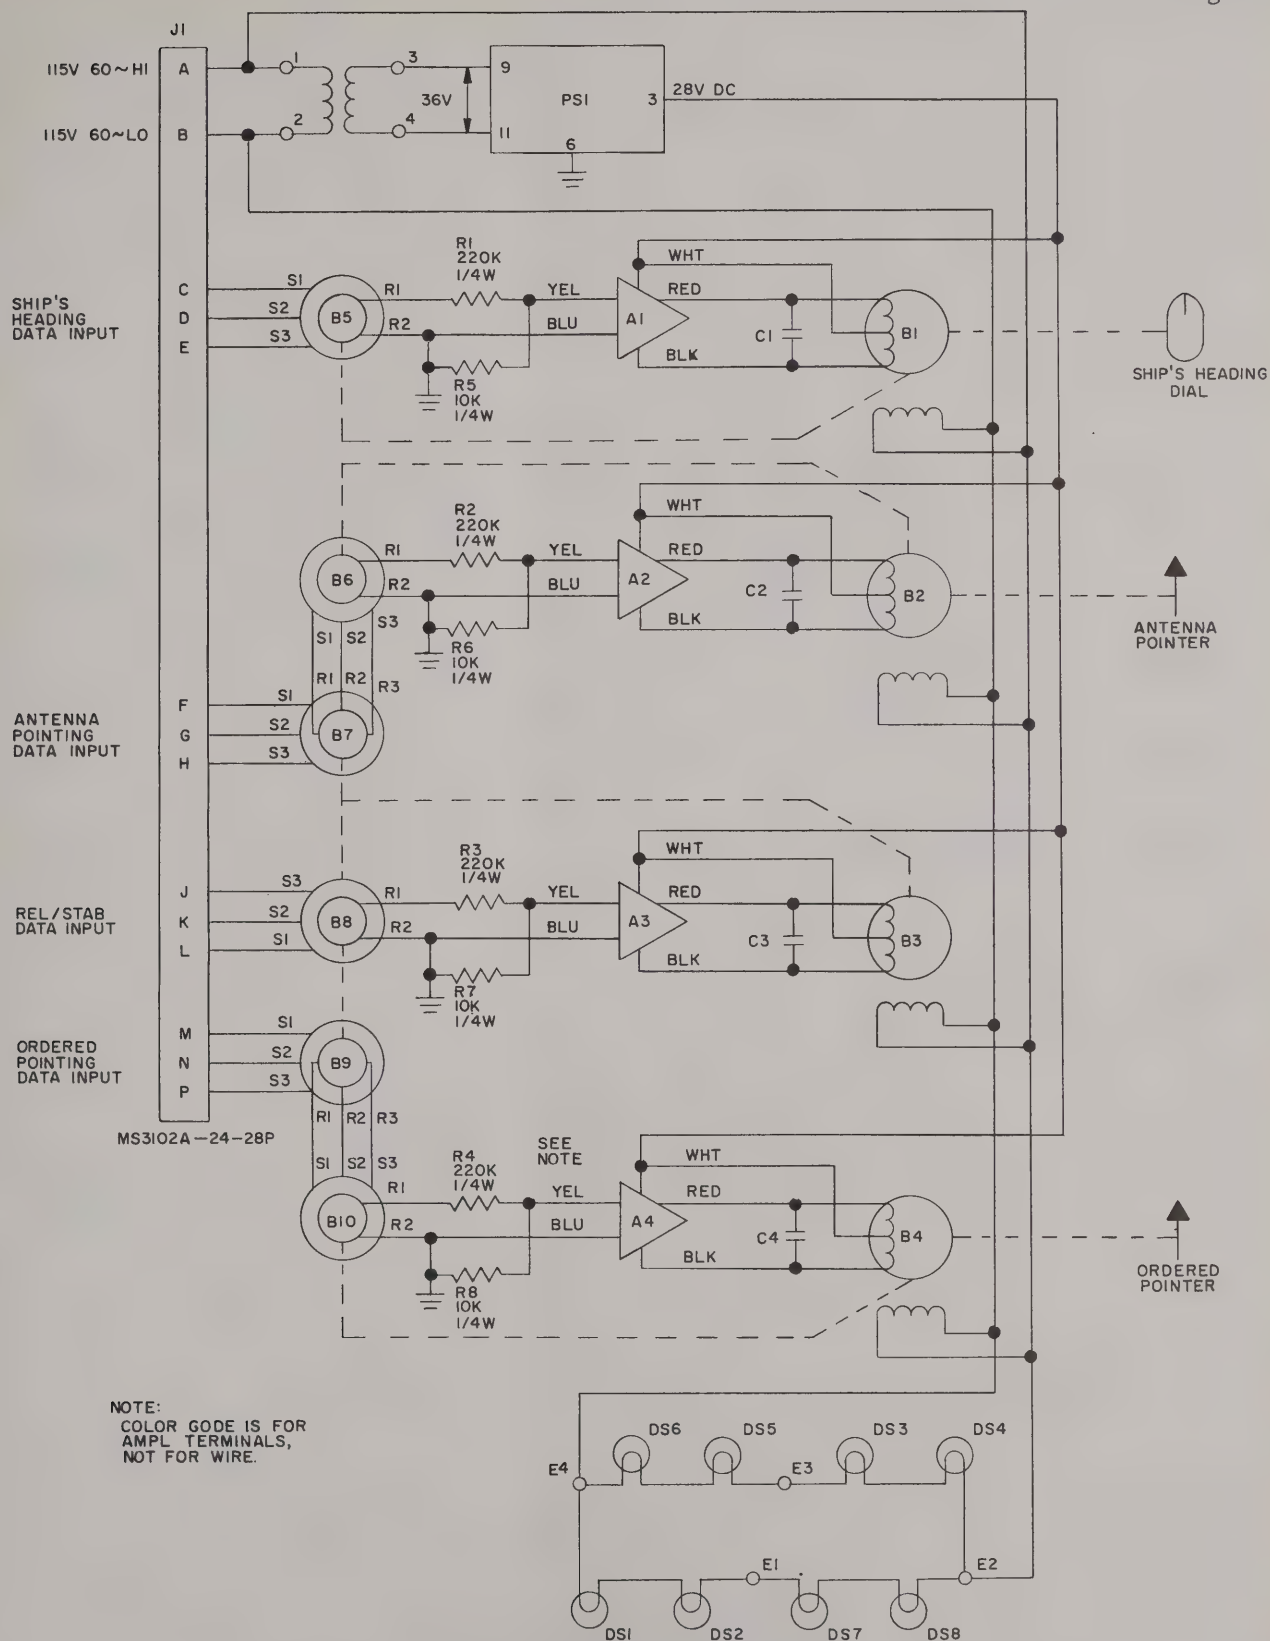 J1
115V 60~HI
A
1
3
9
36V
PS1
3
28V DC
115V 60~LO
B
2
4
11
6
R1
220K
1/4W
WHT
SHIP'S
HEADING
DATA INPUT
C
S1
R1
YEL
RED
D
S2
B5
A1
C1
B1
R2
BLU
E
S3
BLK
R5
10K
1/4W
SHIP'S HEADING
DIAL
R2
220K
1/4W
WHT
R1
YEL
RED
B6
A2
C2
B2
R2
BLU
S1
S2
S3
BLK
R6
10K
1/4W
ANTENNA
POINTER
R1
R2
R3
ANTENNA
POINTING
DATA INPUT
F
S1
G
S2
B7
H
S3
R3
220K
1/4W
WHT
REL/STAB
DATA INPUT
J
S3
R1
YEL
RED
K
S2
B8
A3
C3
B3
R2
BLU
L
S1
BLK
R7
10K
1/4W
ORDERED
POINTING
DATA INPUT
M
S1
N
S2
B9
P
S3
R1
R2
R3
MS3102A-24-28P
S1
S2
S3
R4
220K
1/4W
SEE
NOTE
WHT
R1
YEL
RED
B10
A4
C4
B4
R2
BLU
BLK
R8
10K
1/4W
ORDERED
POINTER
NOTE:
COLOR GODE IS FOR
AMPL TERMINALS,
NOT FOR WIRE.
DS6
DS5
DS3
DS4
E4
E3
E1
E2
DS1
DS2
DS7
DS8